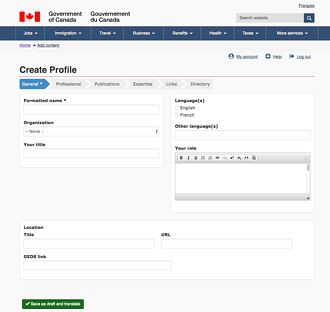 Français
Government of Canada
Gouvernement du Canada
Search website
Jobs
Immigration
Travel
Business
Benefits
Health
Taxes
More services
Home → Add content
My account
Help
Log out
Create Profile
General *
Professional
Publications
Expertise
Links
Directory
Formatted name *
Organization
- None -
Your title
Language(s)
English
French
Other language(s)
Your role
B I U
Location
Title
URL
GEDS link
Save as draft and translate